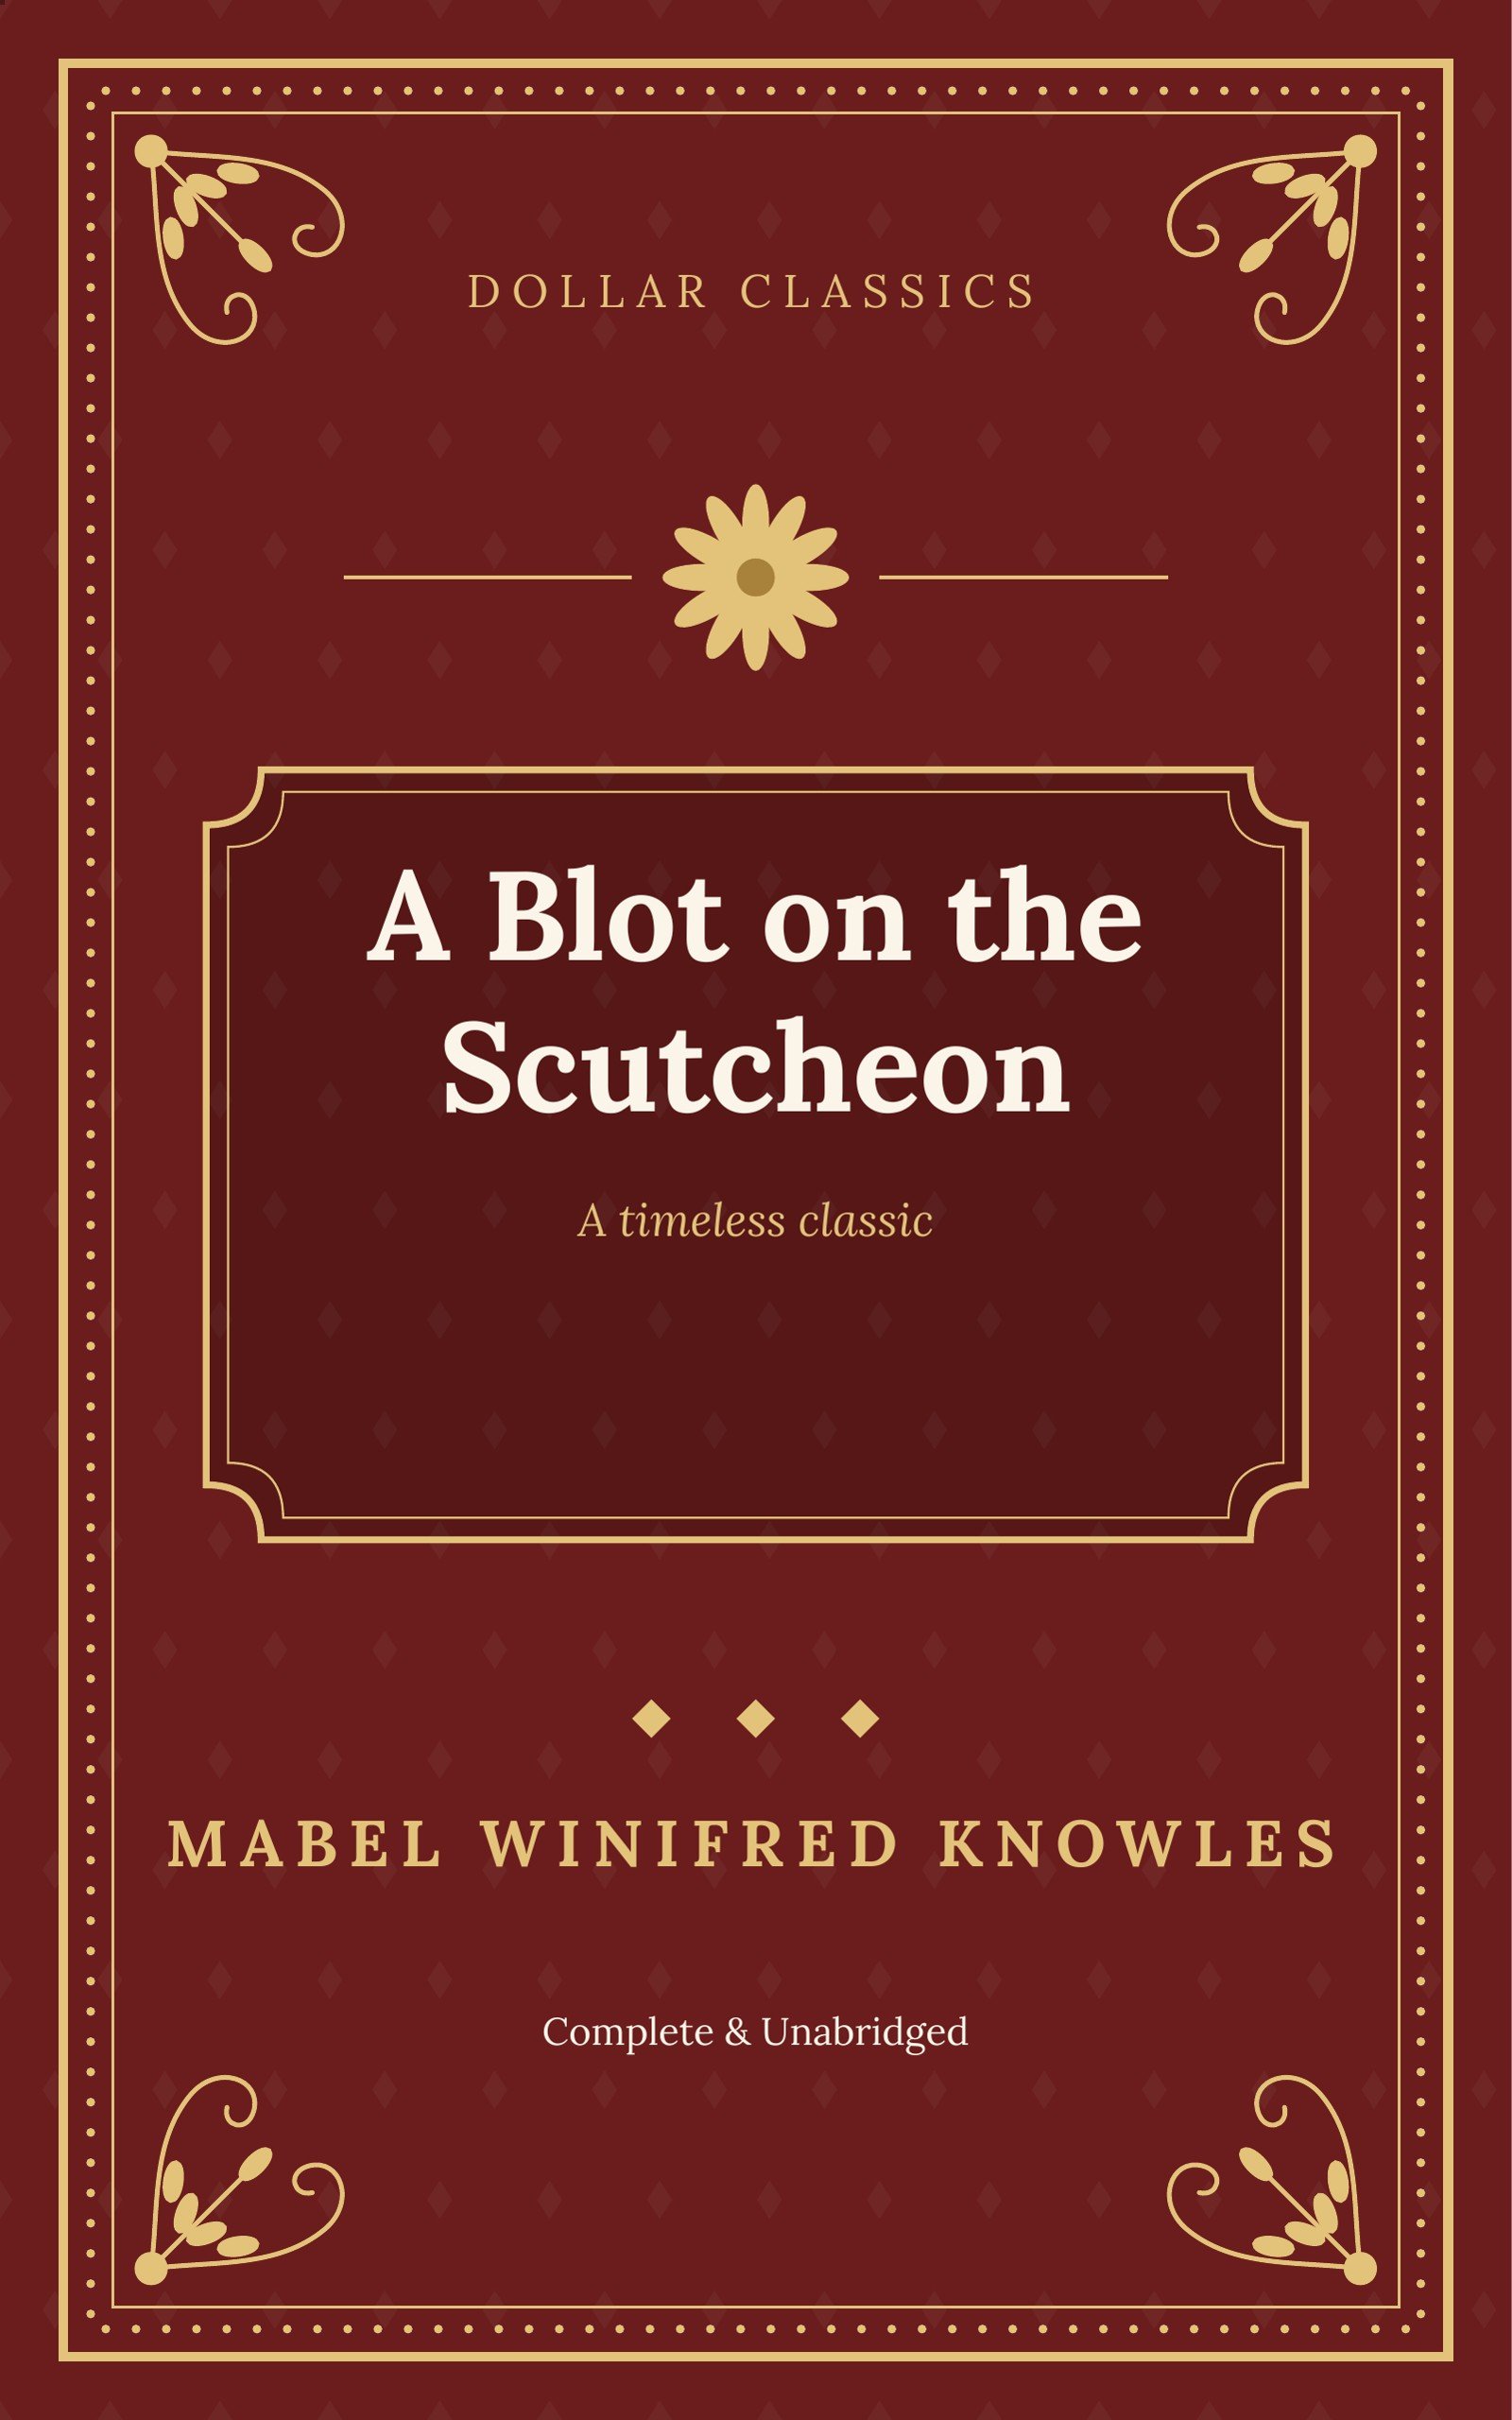 DOLLAR CLASSICS
A Blot on the
Scutcheon
A timeless classic
MABEL WINIFRED KNOWLES
Complete & Unabridged